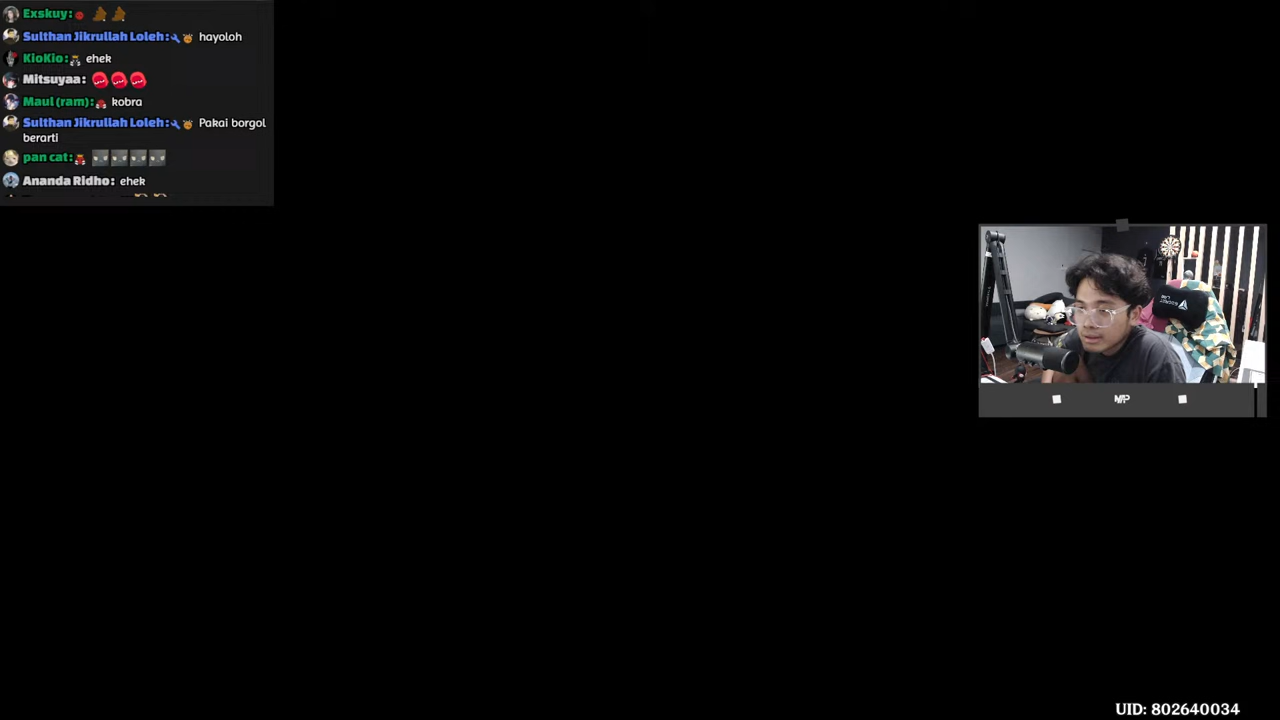 Exskuy:
Sulthan Jikrullah Loleh: hayoloh
KioKio: ehek
Mitsuyaa:
Maul (ram): kobra
Sulthan Jikrullah Loleh: Pakai borgol
berarti
pan cat:
Ananda Ridho: ehek
UID: 802640034